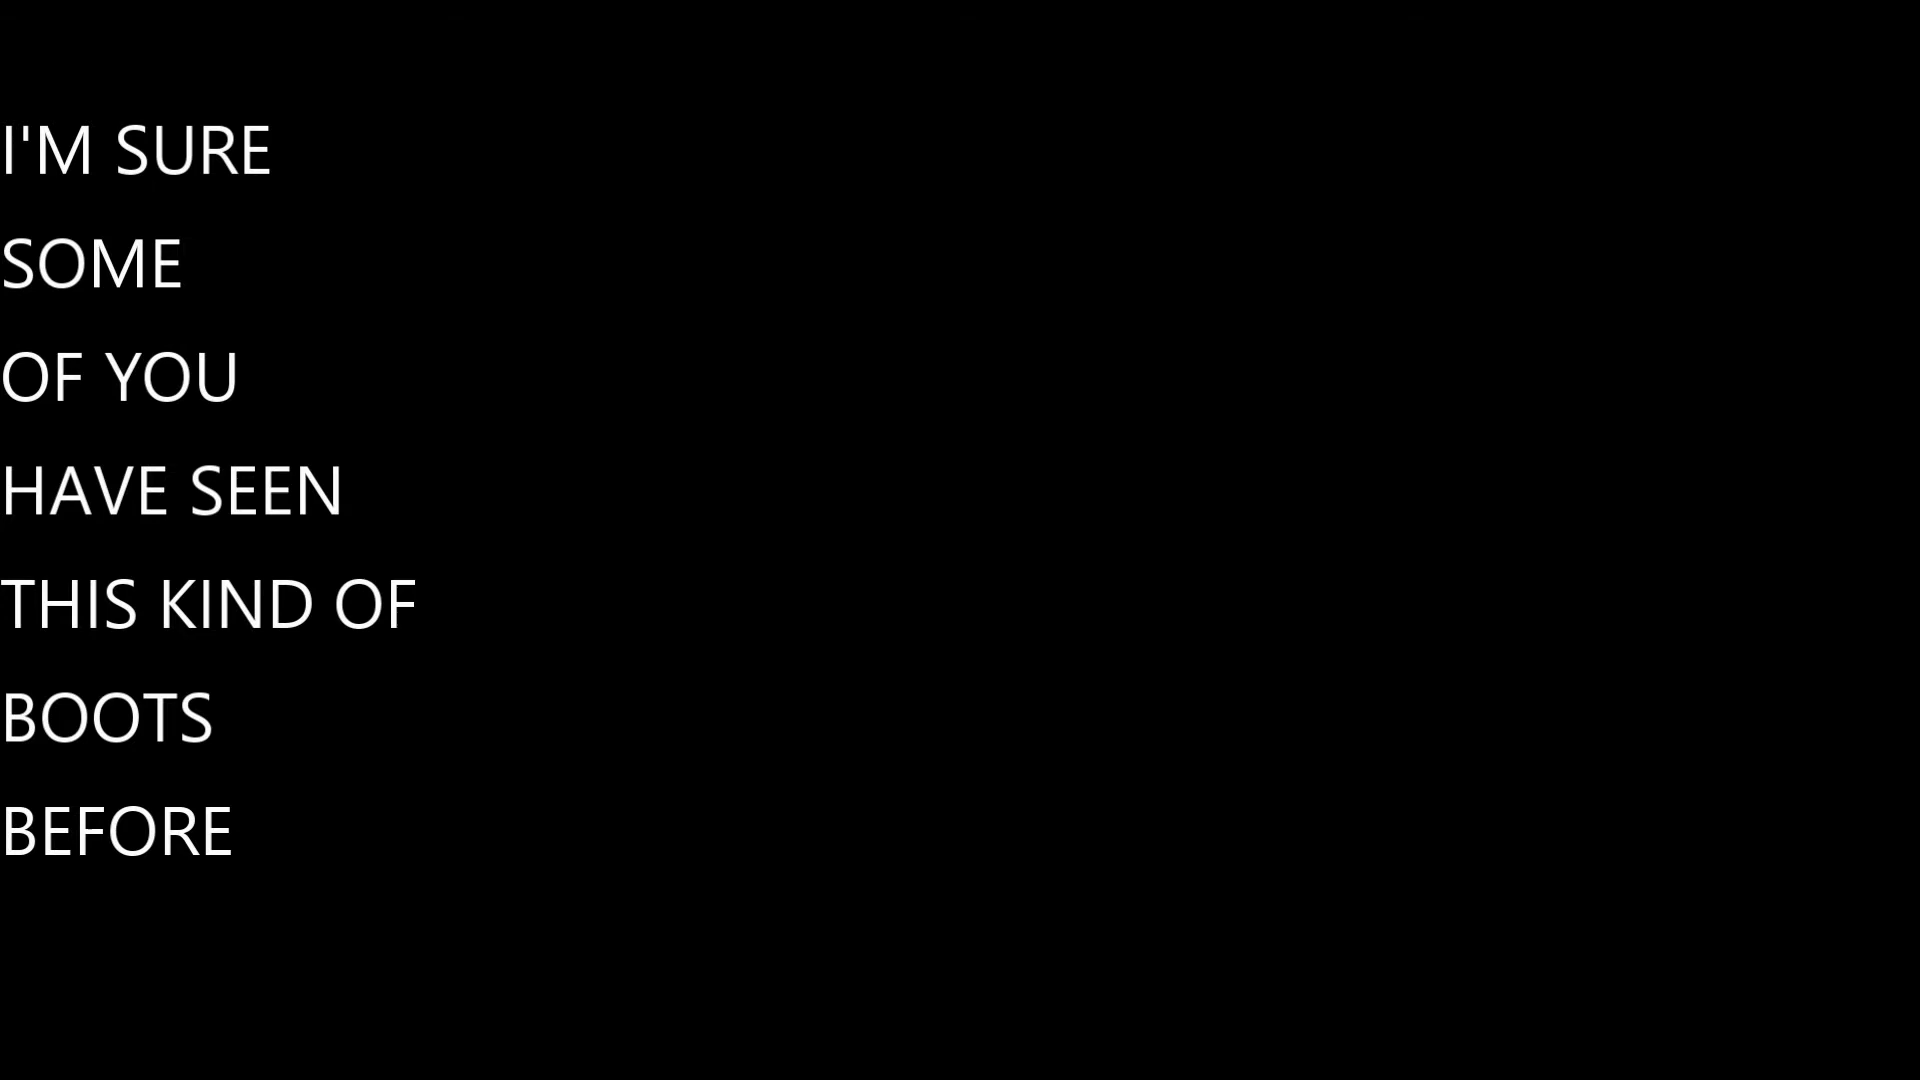 I'M SURE
SOME
OF YOU
HAVE SEEN
THIS KIND OF
BOOTS
BEFORE